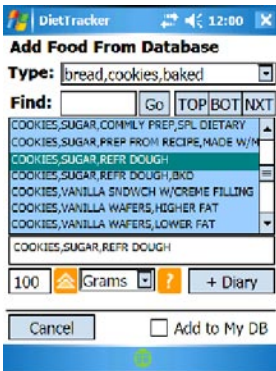 DietTracker 12:00
Add Food From Database
Type: bread,cookies,baked
Find: Go TOP BOT NXT
COOKIES,SUGAR,COMMLY PREP,SPL DIETARY
COOKIES,SUGAR,PREP FROM RECIPE,MADE W/M
COOKIES,SUGAR,REFR DOUGH
COOKIES,SUGAR,REFR DOUGH,BKD
COOKIES,VANILLA SNDWCH W/CREME FILLING
COOKIES,VANILLA WAFERS,HIGHER FAT
COOKIES,VANILLA WAFERS,LOWER FAT
COOKIES,SUGAR,REFR DOUGH
100 Grams ? + Diary
Cancel Add to My DB